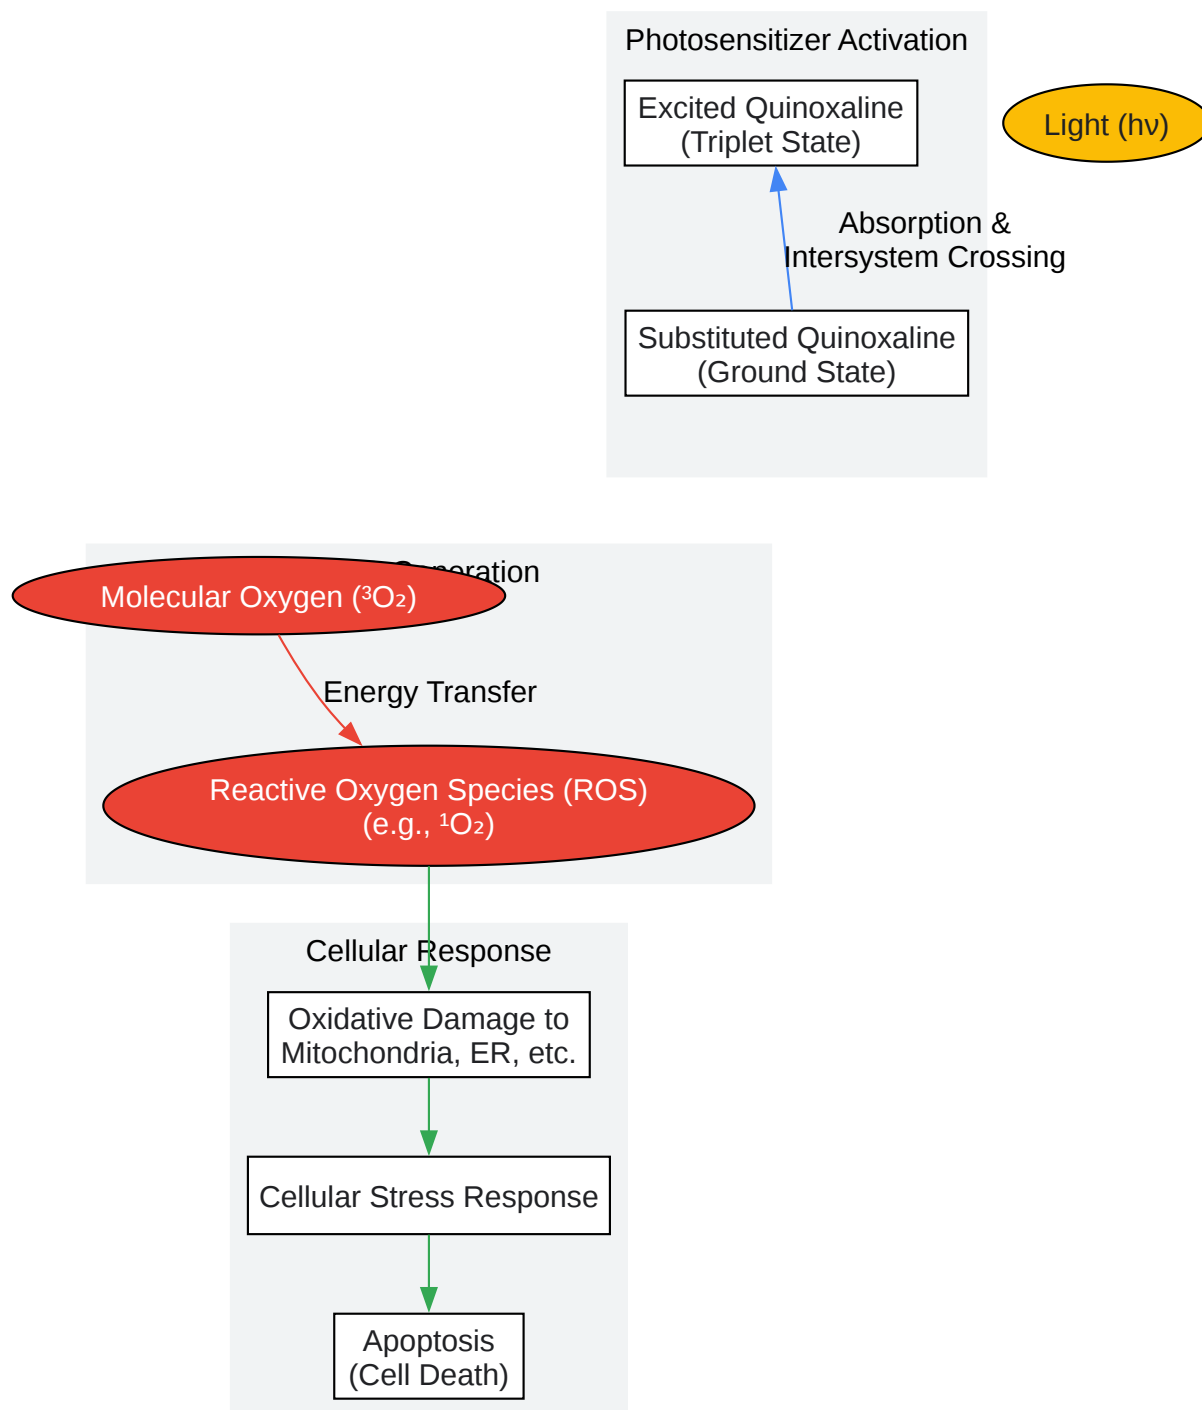 Photosensitizer Activation
Excited Quinoxaline
(Triplet State)
Light (hν)
Absorption &
Intersystem Crossing
Substituted Quinoxaline
(Ground State)
Generation
Molecular Oxygen (³O₂)
Energy Transfer
Reactive Oxygen Species (ROS)
(e.g., ¹O₂)
Cellular Response
Oxidative Damage to
Mitochondria, ER, etc.
Cellular Stress Response
Apoptosis
(Cell Death)